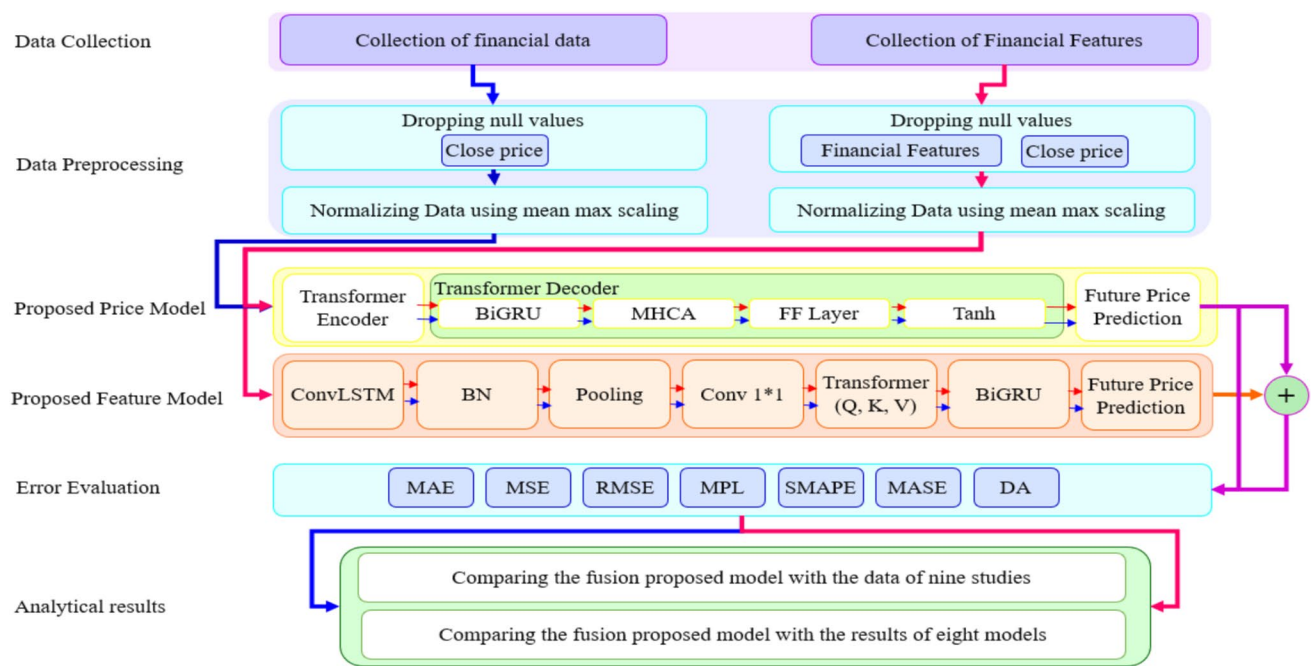 Data Collection
Collection of financial data
Collection of Financial Features
Data Preprocessing
Dropping null values
Close price
Dropping null values
Financial Features
Close price
Normalizing Data using mean max scaling
Normalizing Data using mean max scaling
Proposed Price Model
Transformer
Encoder
Transformer Decoder
BiGRU
MHCA
FF Layer
Tanh
Future Price
Prediction
Proposed Feature Model
ConvLSTM
BN
Pooling
Conv 1*1
Transformer
(Q, K, V)
BiGRU
Future Price
Prediction
+
Error Evaluation
MAE
MSE
RMSE
MPL
SMAPE
MASE
DA
Analytical results
Comparing the fusion proposed model with the data of nine studies
Comparing the fusion proposed model with the results of eight models